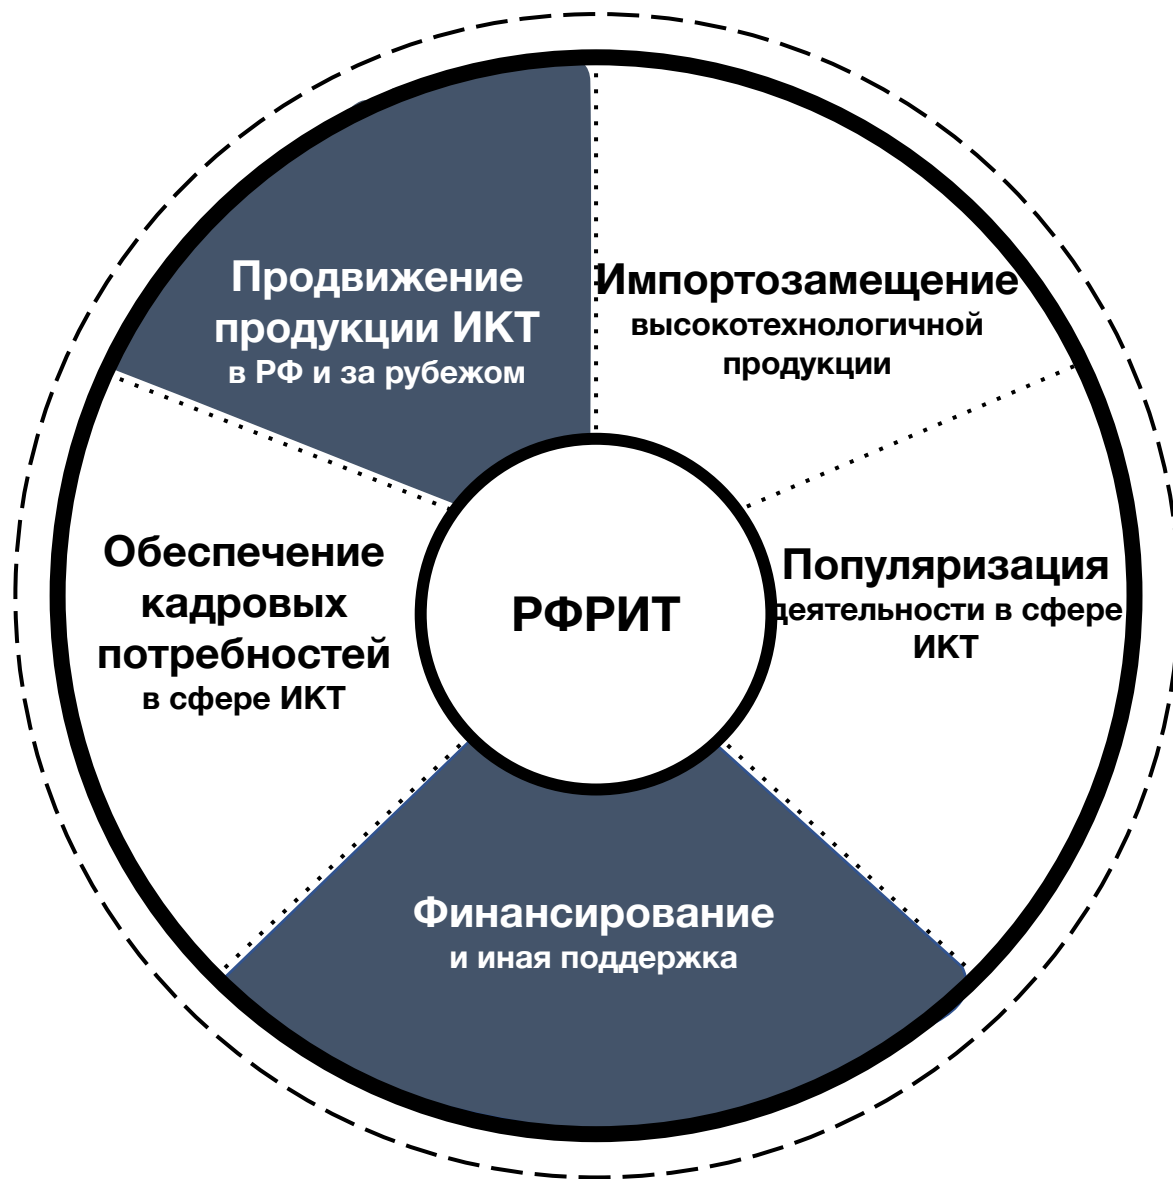 Продвижение
продукции ИКТ
в РФ и за рубежом
Импортозамещение
высокотехнологичной
продукции
Обеспечение
кадровых
потребностей
в сфере ИКТ
РФРИТ
Популяризация
деятельности в сфере
ИКТ
Финансирование
и иная поддержка